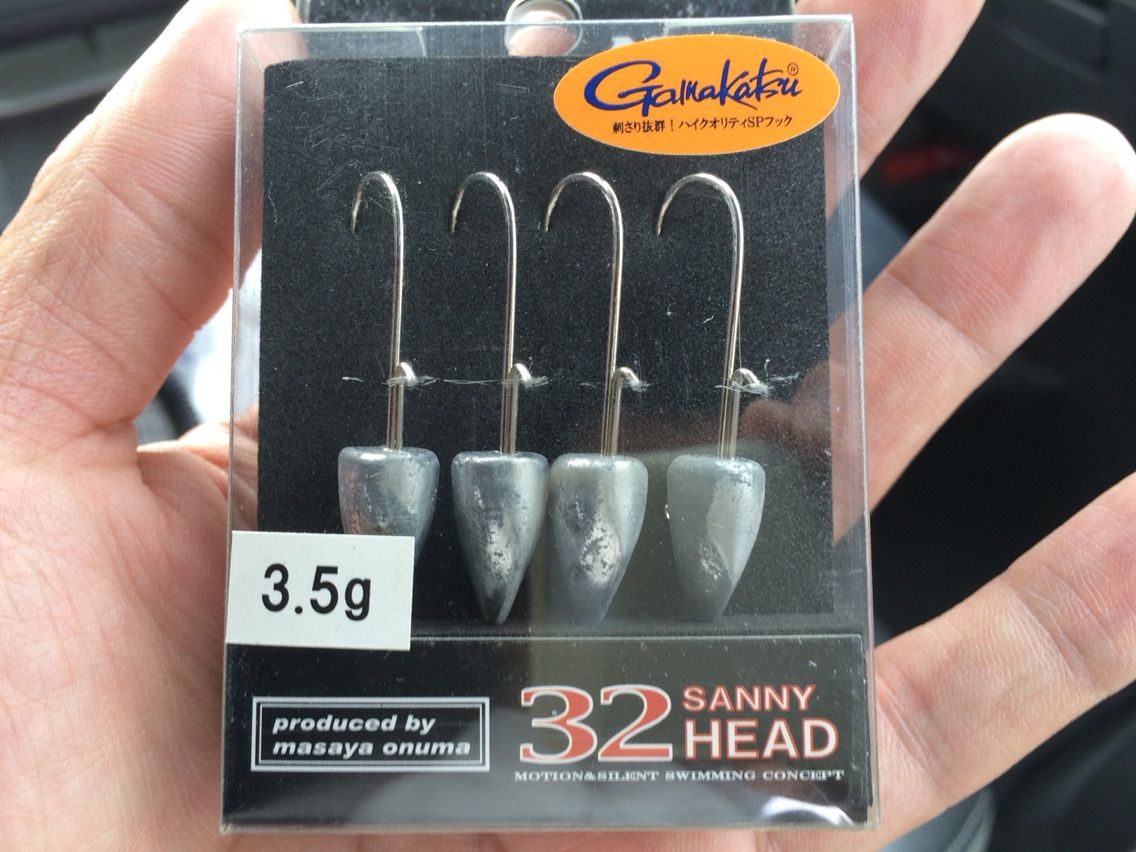 Gamakatsu®
刺さり抜群！ハイクオリティSPフック
3.5g
produced by
masaya onuma
32 SANNY
HEAD
MOTION&SILENT SWIMMING CONCEPT